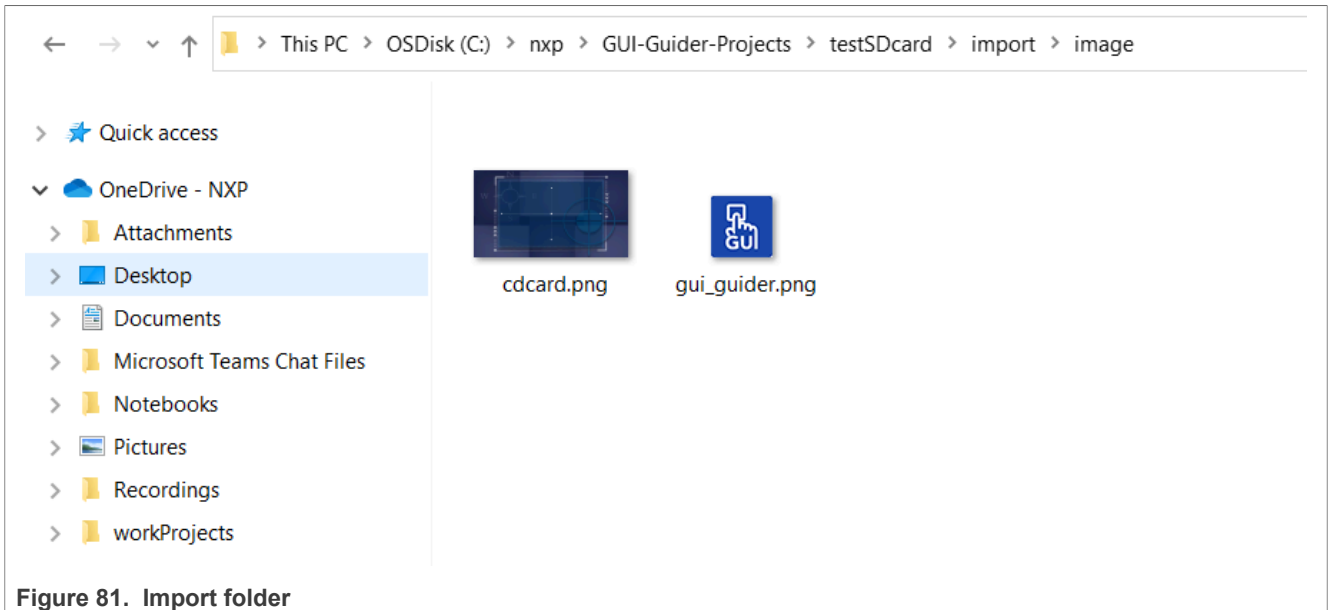 This PC > OSDisk (C:) > nxp > GUI-Guider-Projects > testSDcard > import > image
Quick access
OneDrive - NXP
Attachments
Desktop
Documents
Microsoft Teams Chat Files
Notebooks
Pictures
Recordings
workProjects
GUI
cdcard.png
gui_guider.png
Figure 81. Import folder